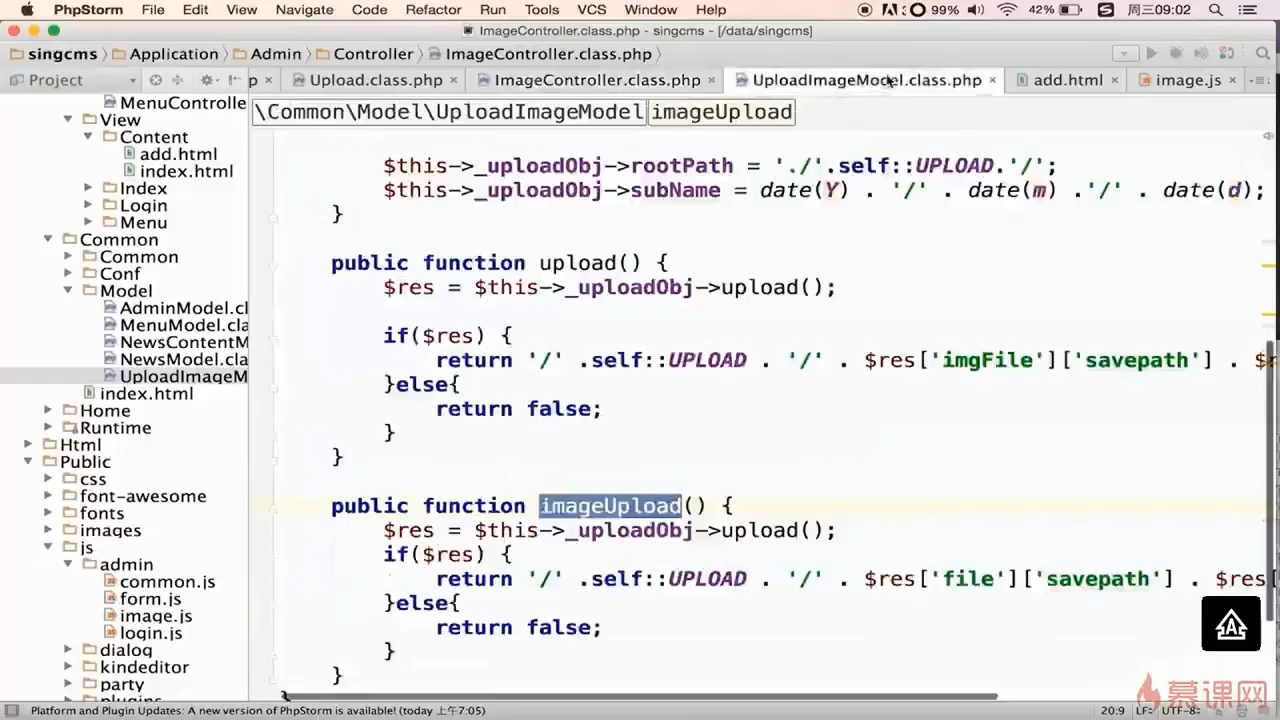 PhpStorm File Edit View Navigate Code Refactor Run Tools VCS Window Help 99% 42% 周三09:02
ImageController.class.php - singcms - [/data/singcms]
singcms Application Admin Controller ImageController.class.php
Project p Upload.class.php ImageController.class.php UploadImageModel.class.php add.html image.js
\Common\Model\UploadImageModel imageUpload
MenuControlle
View
Content
add.html
index.html
Index
Login
Menu
Common
Common
Conf
Model
AdminModel.cl
MenuModel.cla
NewsContentM
NewsModel.cla
UploadImageM
index.html
Home
Runtime
Html
Public
css
font-awesome
fonts
images
js
admin
common.js
form.js
image.js
login.js
dialog
kindeditor
party
plugins
$this->_uploadObj->rootPath = './'.self::UPLOAD.'/';
$this->_uploadObj->subName = date(Y) . '/' . date(m) .'/' . date(d);
}
public function upload() {
$res = $this->_uploadObj->upload();
if($res) {
return '/' .self::UPLOAD . '/' . $res['imgFile']['savepath'] . $r
}else{
return false;
}
}
public function imageUpload() {
$res = $this->_uploadObj->upload();
if($res) {
return '/' .self::UPLOAD . '/' . $res['file']['savepath'] . $res[
}else{
return false;
}
}
}
A
慕课网
Platform and Plugin Updates: A new version of PhpStorm is available! (today 上午7:05) 20:9 LF÷ UTF-8÷